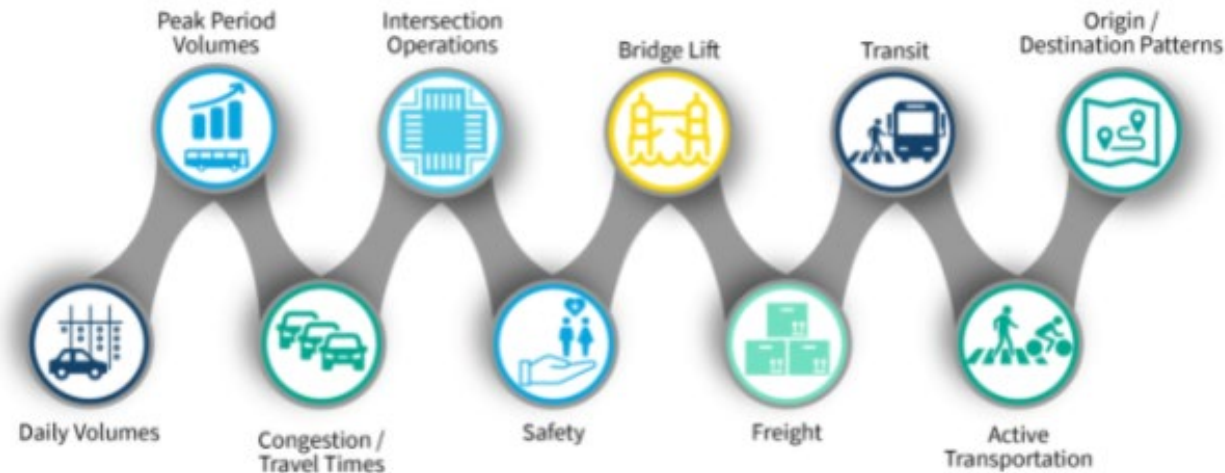 Peak Period
Volumes
Intersection
Operations
Bridge Lift
Transit
Origin /
Destination Patterns
Daily Volumes
Congestion /
Travel Times
Safety
Freight
Active
Transportation